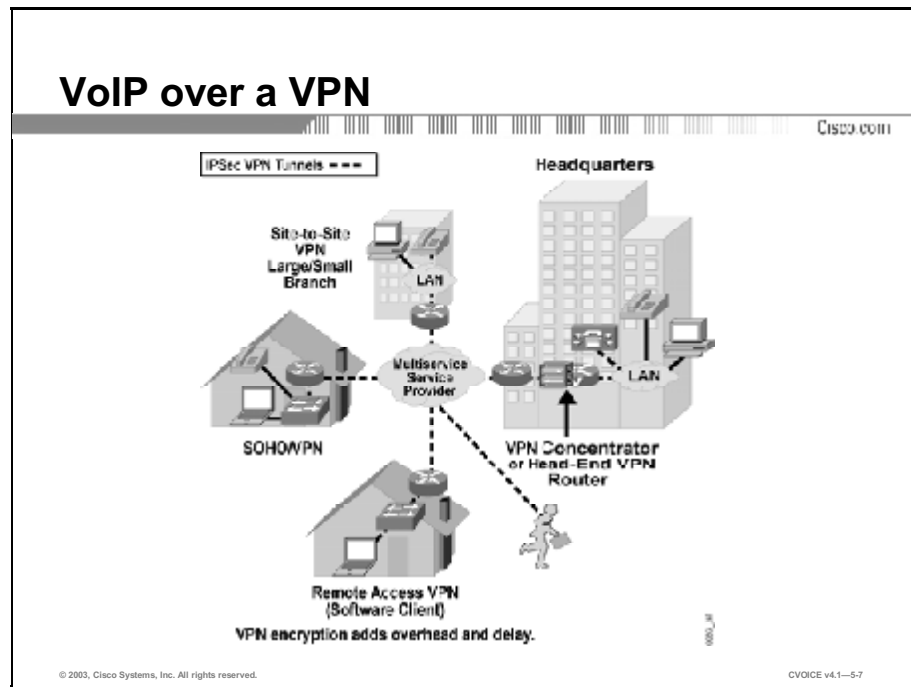 VoIP over a VPN
Cisco.com
IPSec VPN Tunnels
Headquarters
Site-to-Site
VPN
Large/Small
Branch
LAN
Multiservice
Service
Provider
LAN
SOHO/VPN
VPN Concentrator
or Head-End VPN
Router
Remote Access VPN
(Software Client)
VPN encryption adds overhead and delay.
© 2003, Cisco Systems, Inc. All rights reserved.
CVOICE v4.1—5-7